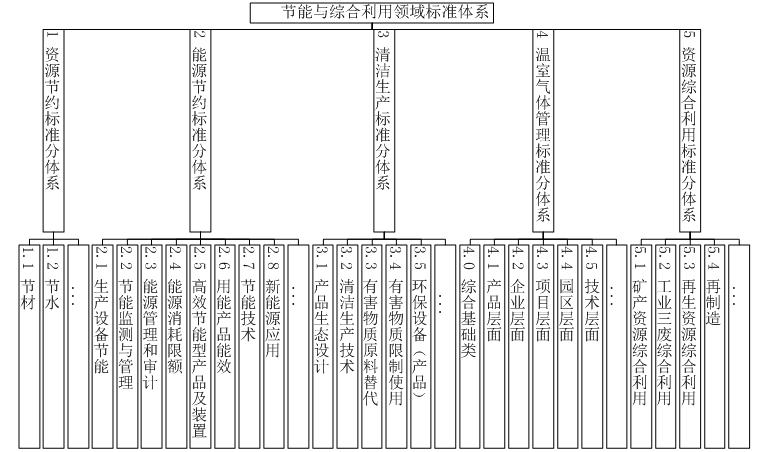 节能与综合利用领域标准体系
1 资源节约标准分体系
2 能源节约标准分体系
3 清洁生产标准分体系
4 温室气体管理标准分体系
5 资源综合利用标准分体系
1.1 节材
1.2 节水
...
2.1 生产设备节能
2.2 节能监测与管理
2.3 能源管理和审计
2.4 能源消耗限额
2.5 高效节能型产品及装置
2.6 用能产品能效
2.7 节能技术
2.8 新能源应用
...
3.1 产品生态设计
3.2 清洁生产技术
3.3 有害物质原料替代
3.4 有害物质限制使用
3.5 环保设备（产品）
...
4.0 综合基础类
4.1 产品层面
4.2 企业层面
4.3 项目层面
4.4 园区层面
4.5 技术层面
...
5.1 矿产资源综合利用
5.2 工业三废综合利用
5.3 再生资源综合利用
5.4 再制造
...